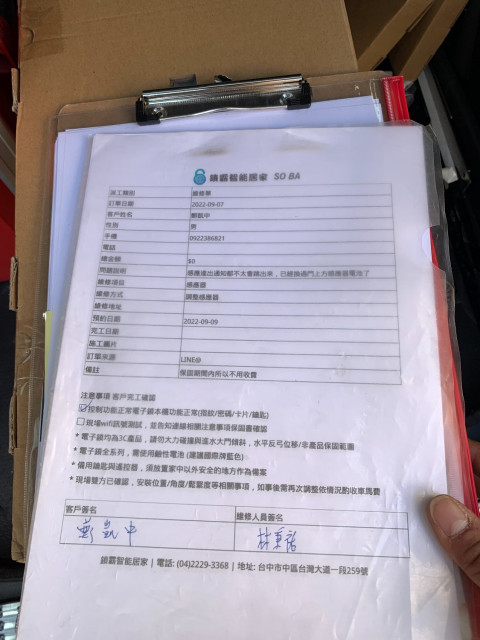 鎖霸智能居家 SO BA
派工類別 維修單
訂單日期 2022-09-07
客戶姓名
性別 男
手機 0922386821
電話
總金額 $0
問題說明 感應進出通知都不太會跳出來，已經換過門上方感應器電池了
維修項目 感應器
維修方式 調整感應器
維修地址
預約日期 2022-09-09
完工日期
施工圖片
訂單來源 LINE@
備註 保固期間內所以不用收費
注意事項 客戶完工確認
☑控制功能正常電子鎖本機功能正常(指紋/密碼/卡片/鑰匙)
☐現場wifi訊號測試，並告知連線相關注意事項保固書確認
* 電子鎖均為3C產品，請勿大力碰撞與進水大門傾斜，水平反弓位移/非產品保固範圍
* 電子鎖全系列，需使用鹼性電池 (建議國際牌藍色)
* 備用鑰匙與遙控器，須放置家中以外安全的地方作為備案
* 現場雙方已確認，安裝位置/角度/鬆緊度等相關事項，如事後需再次調整依情況酌收車馬費
客戶簽名 維修人員簽名
鎖霸智能居家 | 電話: (04)2229-3368 | 地址: 台中市中區台灣大道一段259號